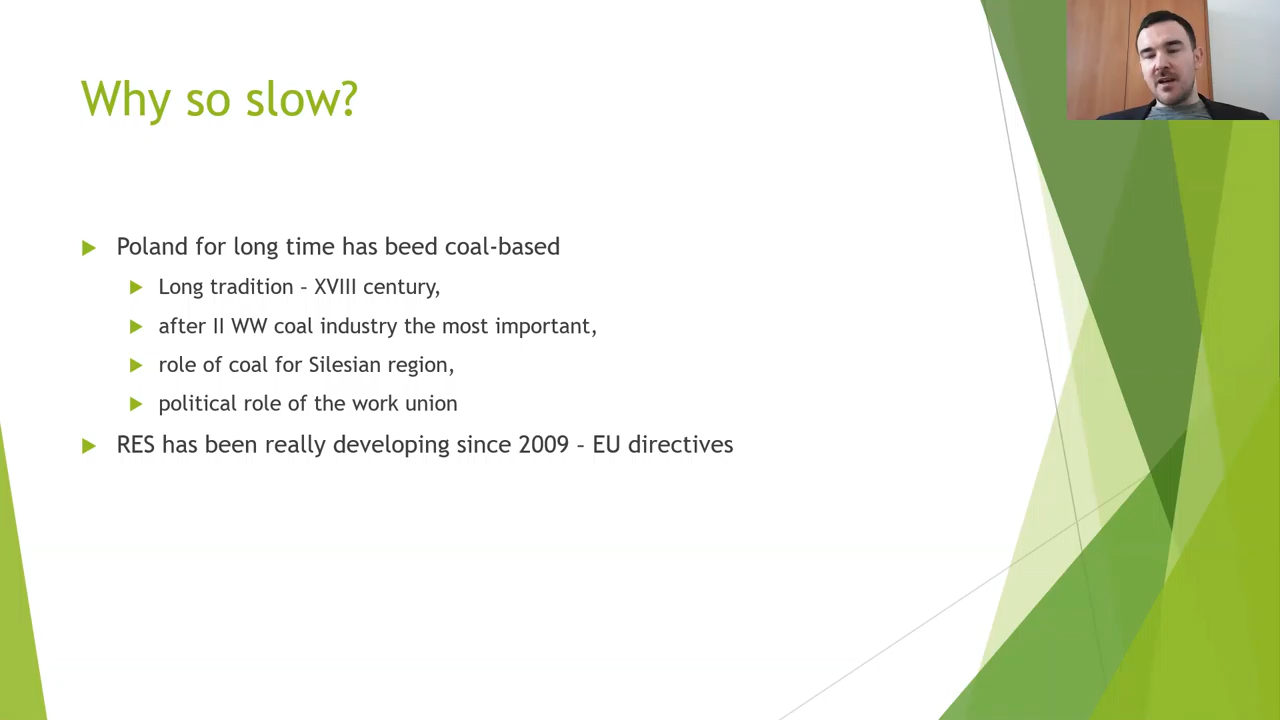 Why so slow?
Poland for long time has beed coal-based
Long tradition – XVIII century,
after II WW coal industry the most important,
role of coal for Silesian region,
political role of the work union
RES has been really developing since 2009 – EU directives